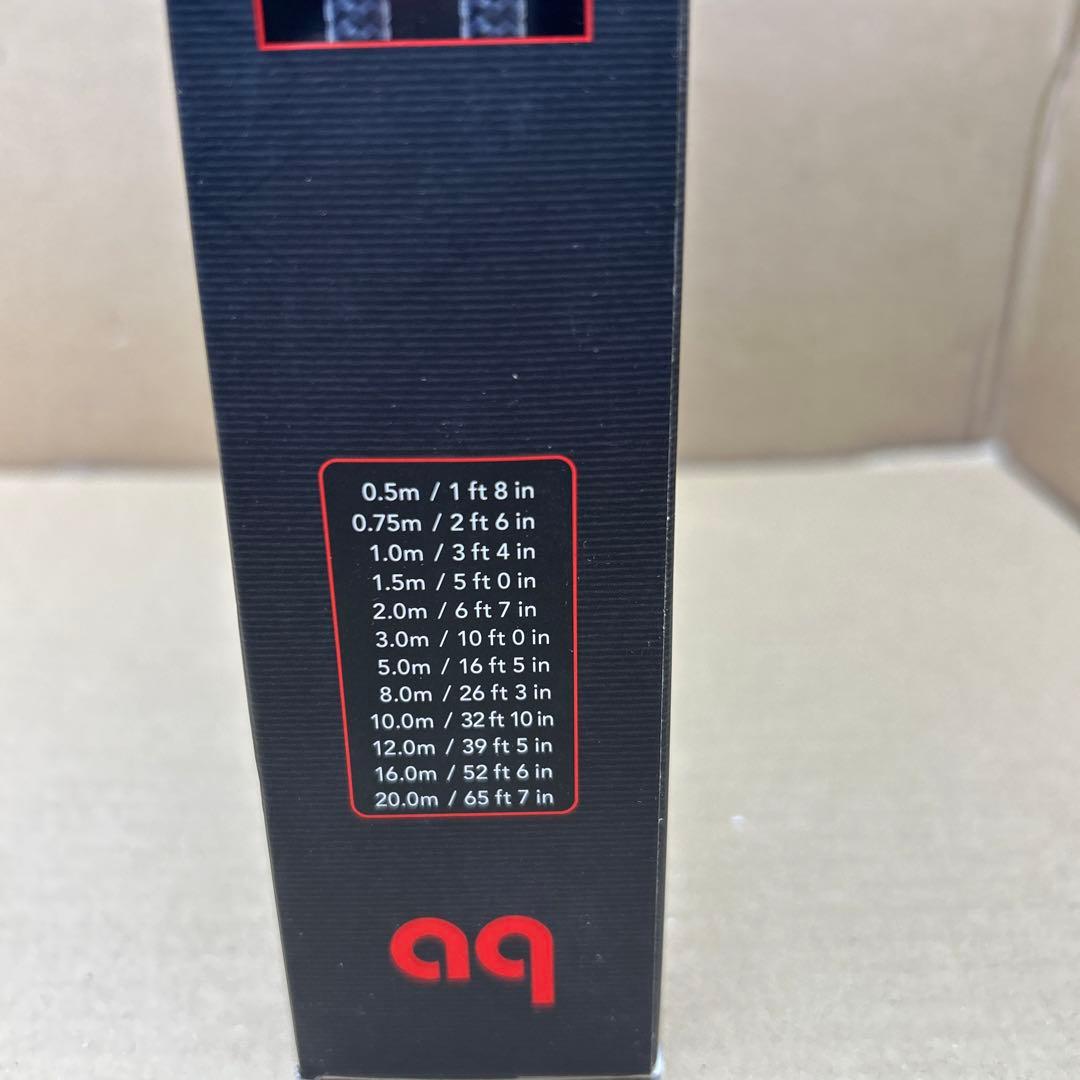 0.5m / 1 ft 8 in
0.75m / 2 ft 6 in
1.0m / 3 ft 4 in
1.5m / 5 ft 0 in
2.0m / 6 ft 7 in
3.0m / 10 ft 0 in
5.0m / 16 ft 5 in
8.0m / 26 ft 3 in
10.0m / 32 ft 10 in
12.0m / 39 ft 5 in
16.0m / 52 ft 6 in
20.0m / 65 ft 7 in
aq